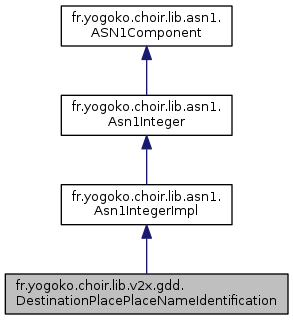 fr.yogoko.choir.lib.asn1.
ASN1Component
fr.yogoko.choir.lib.asn1.
Asn1Integer
fr.yogoko.choir.lib.asn1.
Asn1IntegerImpl
fr.yogoko.choir.lib.v2x.gdd.
DestinationPlacePlaceNameIdentification